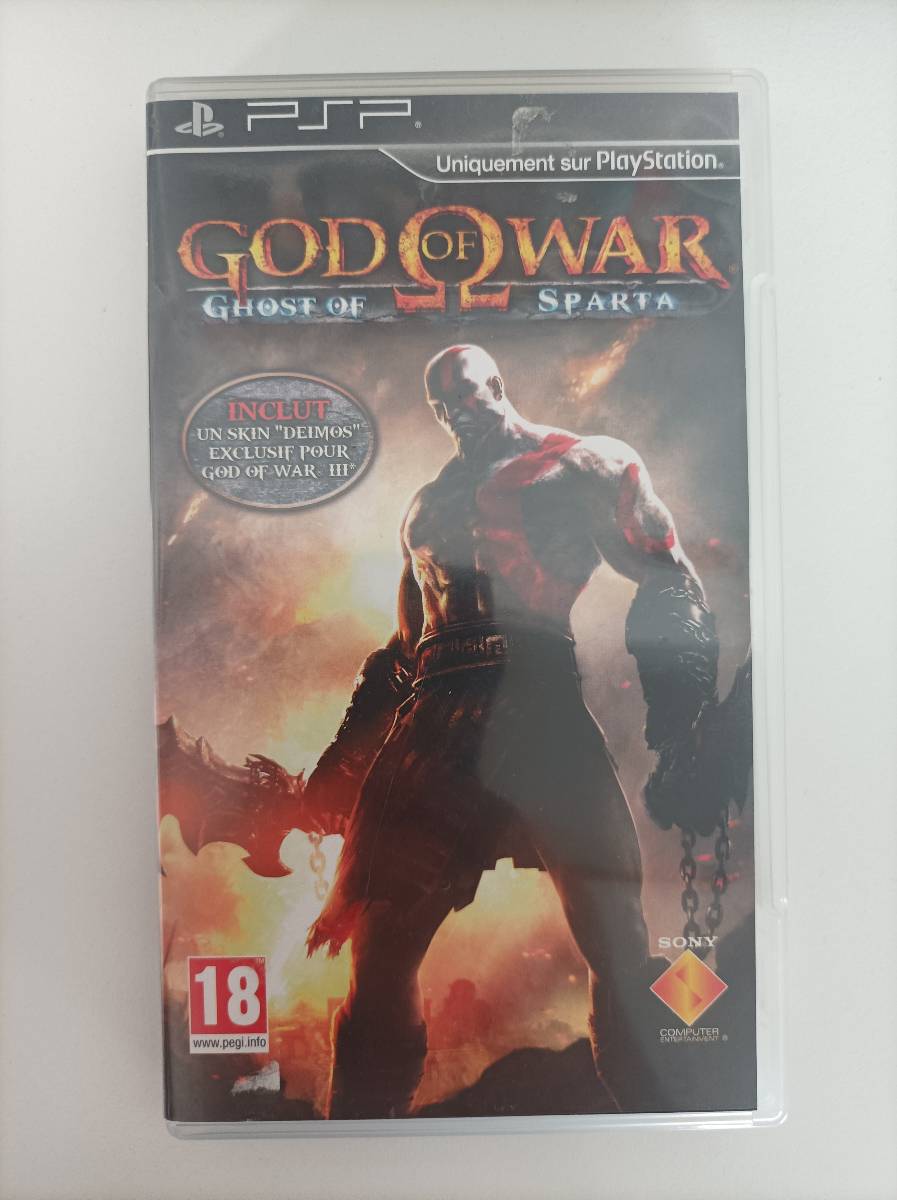 PSP
Uniquement sur PlayStation
GOD OF WAR
GHOST OF SPARTA
INCLUT
UN SKIN "DEIMOS"
EXCLUSIF POUR
GOD OF WAR III*
18
www.pegi.info
SONY
COMPUTER
ENTERTAINMENT